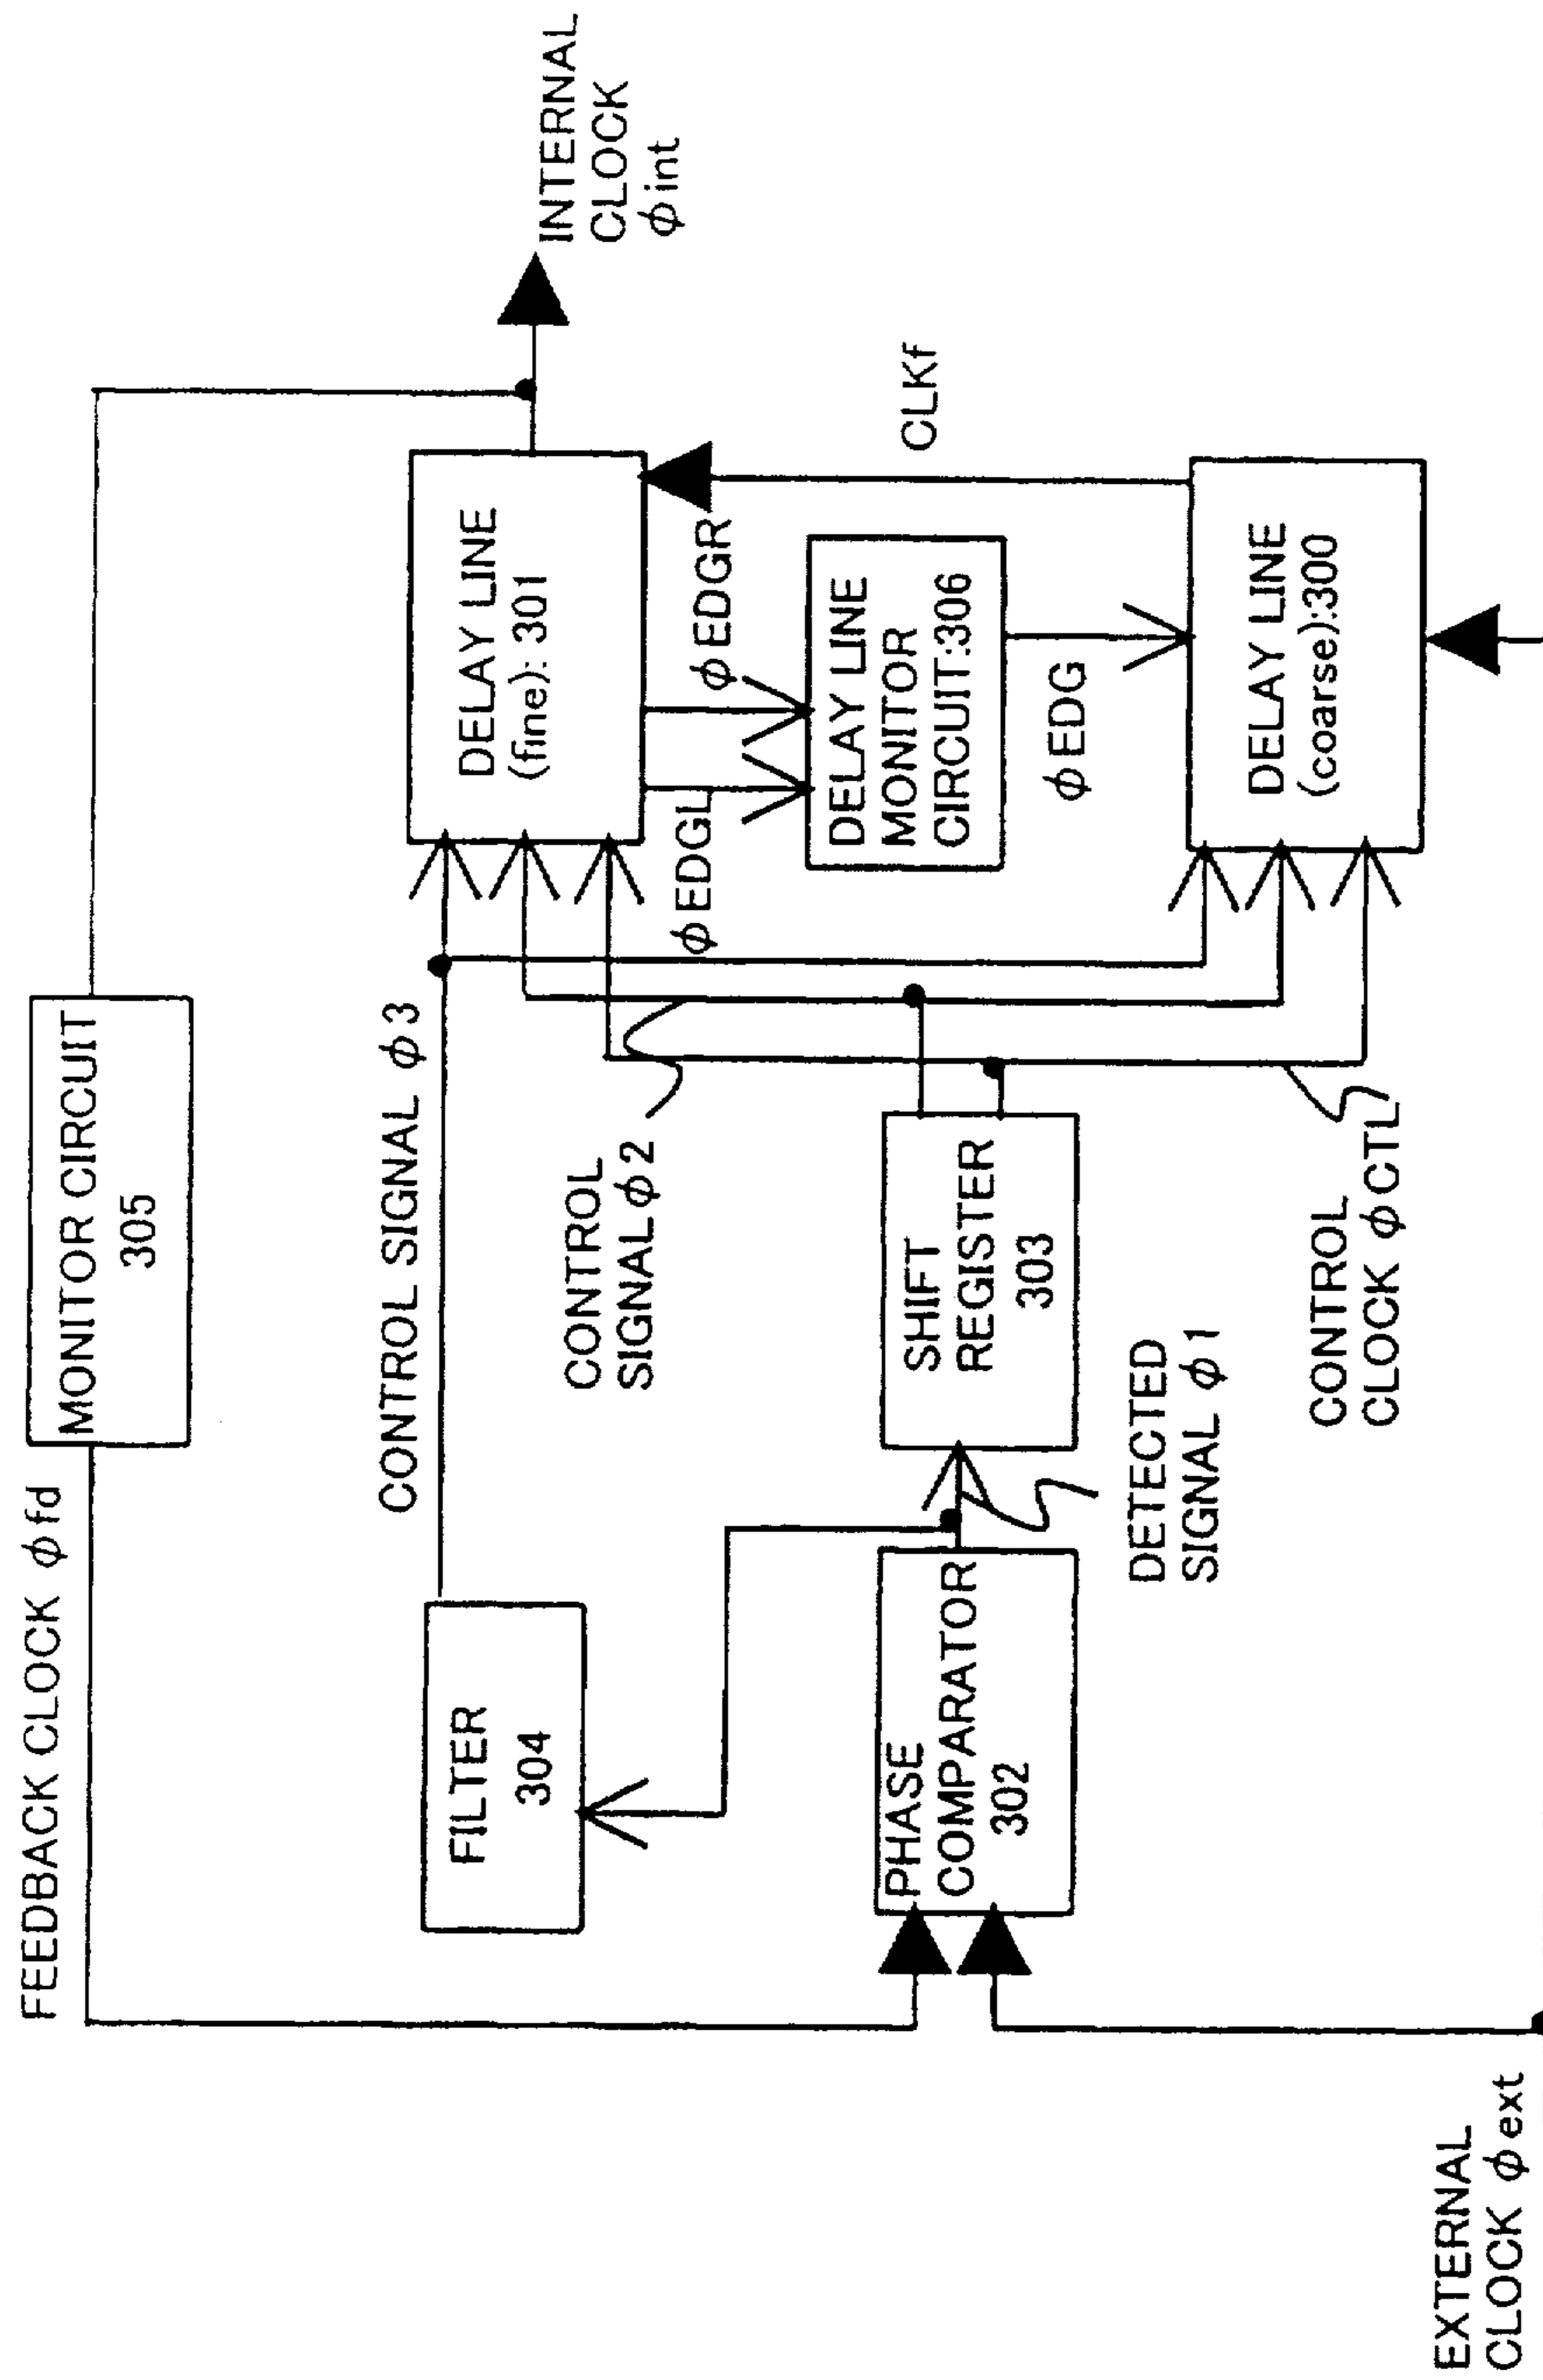 FEEDBACK CLOCK φfd
MONITOR CIRCUIT
305
INTERNAL
CLOCK
φint
CONTROL SIGNAL φ3
FILTER
304
DELAY LINE
(fine): 301
CONTROL
SIGNAL φ2
φEDGL
φEDGR
DELAY LINE
MONITOR
CIRCUIT:306
CLKf
PHASE
COMPARATOR
302
SHIFT
REGISTER
303
φEDG
DETECTED
SIGNAL φ1
DELAY LINE
(coarse):300
CONTROL
CLOCK φCTL
EXTERNAL
CLOCK φext